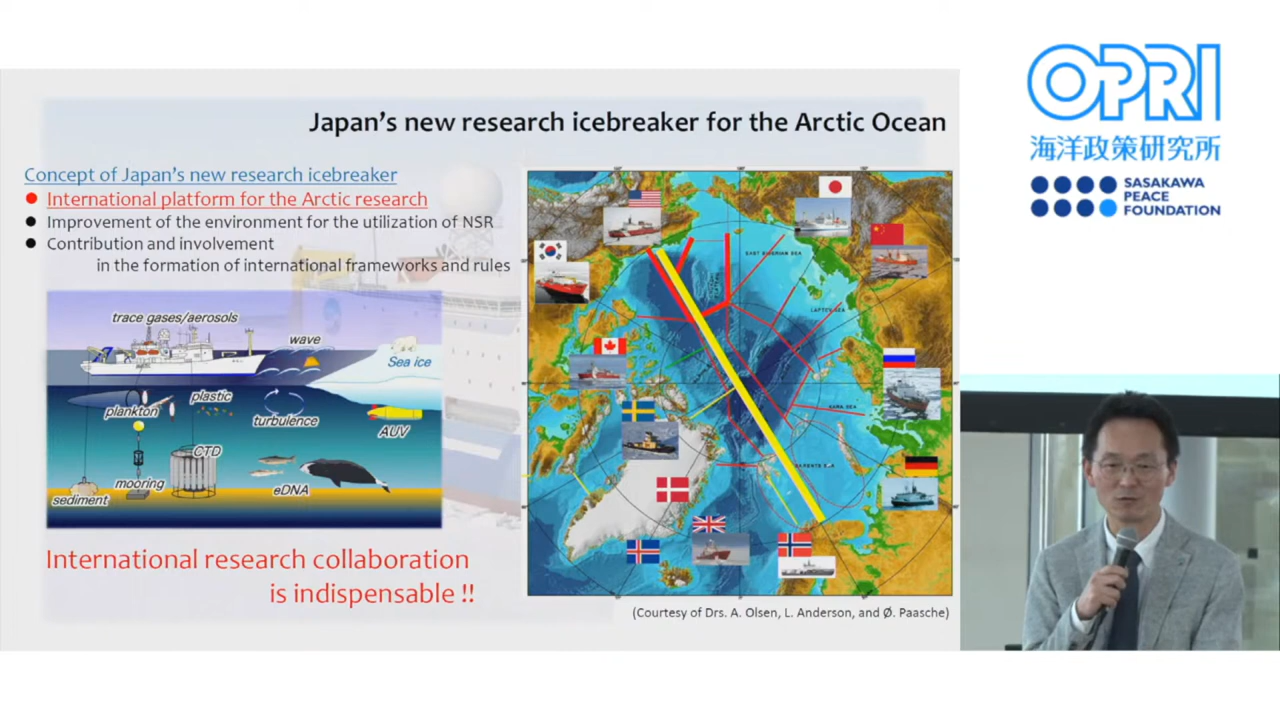 Japan's new research icebreaker for the Arctic Ocean
Concept of Japan's new research icebreaker
● International platform for the Arctic research
● Improvement of the environment for the utilization of NSR
● Contribution and involvement
in the formation of international frameworks and rules
trace gases/aerosols
wave
Sea ice
plankton
plastic
turbulence
AUV
CTD
mooring
sediment
eDNA
International research collaboration
is indispensable !!
EAST SIBERIAN SEA
LAPTEV SEA
KARA SEA
BARENTS SEA
(Courtesy of Drs. A. Olsen, L. Anderson, and Ø. Paasche)
OPRI
海洋政策研究所
SASAKAWA
PEACE
FOUNDATION